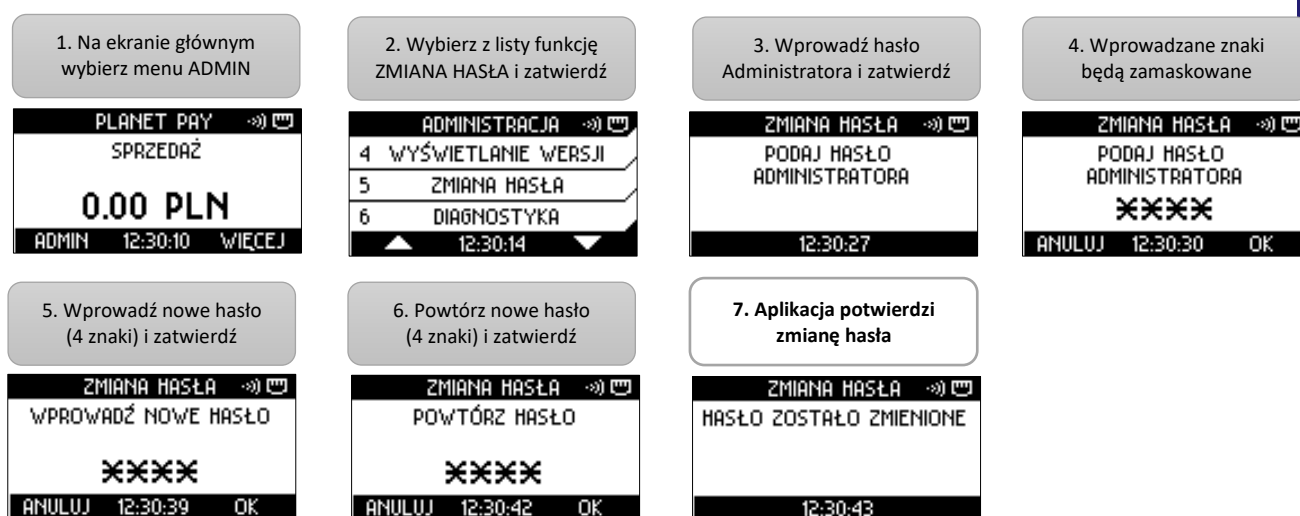 1. Na ekranie głównym
wybierz menu ADMIN
2. Wybierz z listy funkcję
ZMIANA HASŁA i zatwierdź
3. Wprowadź hasło
Administratora i zatwierdź
4. Wprowadzane znaki
będą zamaskowane
PLANET PAY
SPRZEDAŻ
0.00 PLN
ADMIN 12:30:10 WIĘCEJ
ADMINISTRACJA
4 WYŚWIETLANIE WERSJI
5 ZMIANA HASŁA
6 DIAGNOSTYKA
12:30:14
ZMIANA HASŁA
PODAJ HASŁO
ADMINISTRATORA
12:30:27
ZMIANA HASŁA
PODAJ HASŁO
ADMINISTRATORA
****
ANULUJ 12:30:30 OK
5. Wprowadź nowe hasło
(4 znaki) i zatwierdź
6. Powtórz nowe hasło
(4 znaki) i zatwierdź
7. Aplikacja potwierdzi
zmianę hasła
ZMIANA HASŁA
WPROWADŹ NOWE HASŁO
****
ANULUJ 12:30:39 OK
ZMIANA HASŁA
POWTÓRZ HASŁO
****
ANULUJ 12:30:42 OK
ZMIANA HASŁA
HASŁO ZOSTAŁO ZMIENIONE
12:30:43